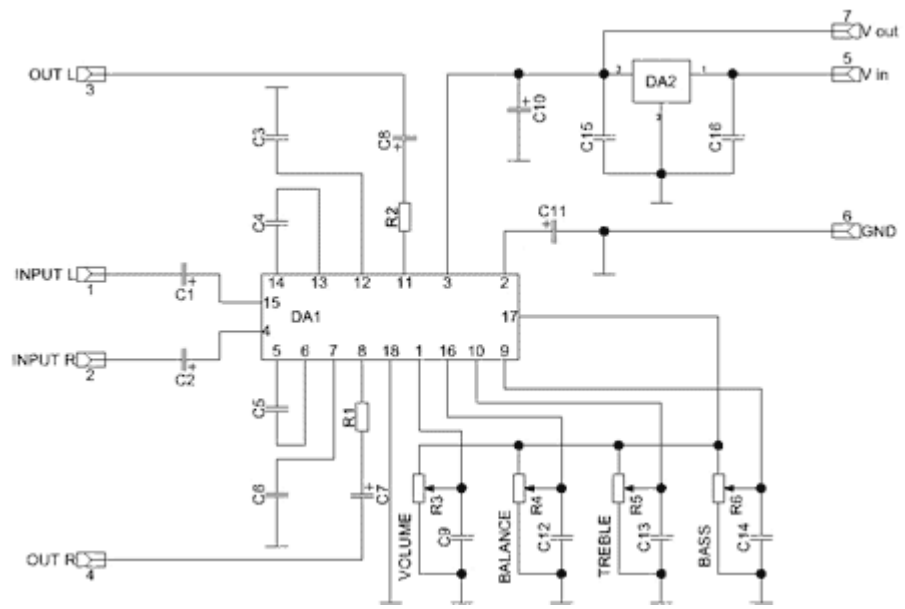 7
V out
5
OUT L
3
V in
2
DA2
1
3
C10
C15
C16
C3
C8
C4
R2
C11
6
GND
INPUT L
1
C1
14
13
12
11
3
2
15
DA1
17
4
INPUT R
2
C2
5
6
7
8
18
1
16
10
9
C5
R1
C6
C7
R3
R4
R5
R6
C9
C12
C13
C14
VOLUME
BALANCE
TREBLE
BASS
OUT R
4